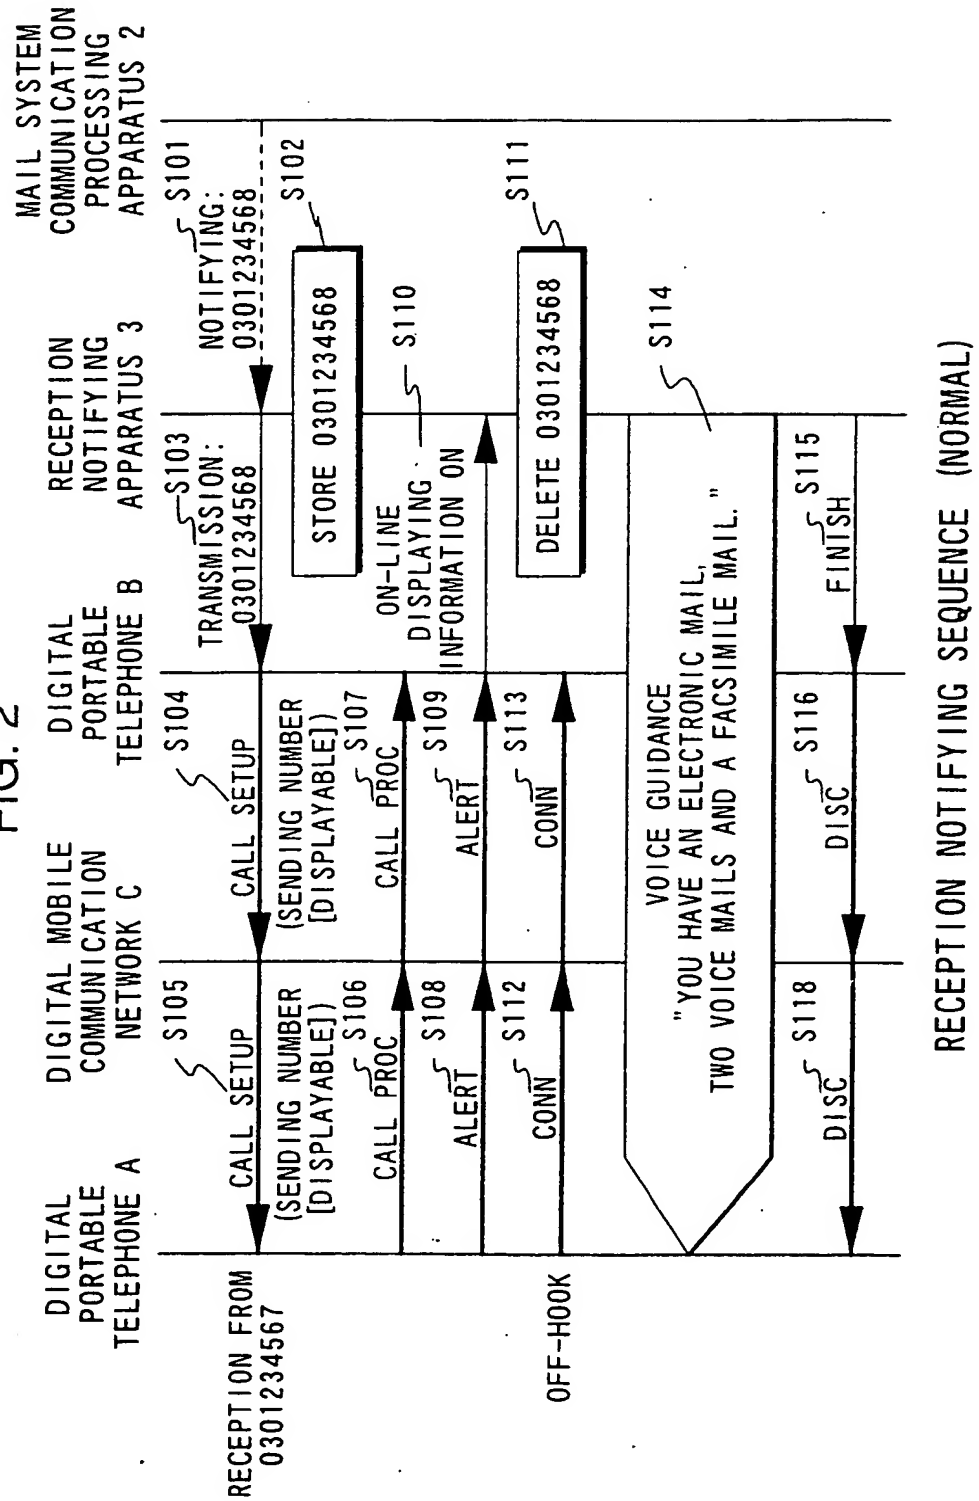 FIG. 2
DIGITAL
PORTABLE
TELEPHONE A
DIGITAL MOBILE
COMMUNICATION
NETWORK C
DIGITAL
PORTABLE
TELEPHONE B
RECEPTION
NOTIFYING
APPARATUS 3
MAIL SYSTEM
COMMUNICATION
PROCESSING
APPARATUS 2
RECEPTION FROM
0301234567
S105
CALL SETUP
(SENDING NUMBER
[DISPLAYABLE])
S104
CALL SETUP
(SENDING NUMBER
[DISPLAYABLE])
S103
TRANSMISSION:
0301234568
S101
NOTIFYING:
0301234568
S102
STORE 0301234568
S106
CALL PROC
S107
CALL PROC
S108
ALERT
S109
ALERT
ON-LINE
DISPLAYING
INFORMATION ON
S110
S111
DELETE 0301234568
OFF-HOOK
S112
CONN
S113
CONN
VOICE GUIDANCE
"YOU HAVE AN ELECTRONIC MAIL,
TWO VOICE MAILS AND A FACSIMILE MAIL."
S114
S118
DISC
S116
DISC
S115
FINISH
RECEPTION NOTIFYING SEQUENCE (NORMAL)